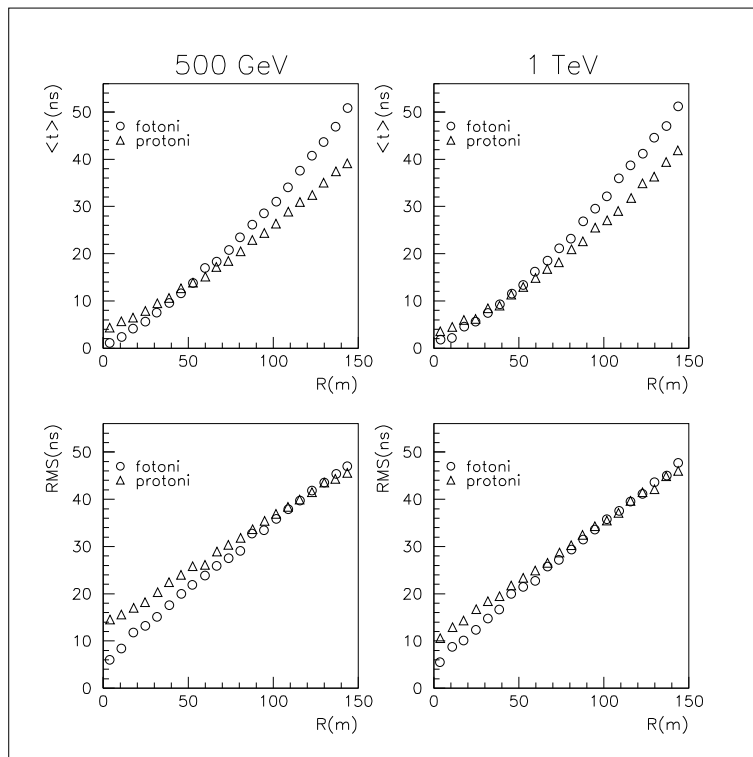 500 GeV
1 TeV
<t>(ns)
50
40
30
20
10
0
○ fotoni
△ protoni
0 50 100 150
R(m)
<t>(ns)
50
40
30
20
10
0
○ fotoni
△ protoni
0 50 100 150
R(m)
RMS(ns)
50
40
30
20
10
0
○ fotoni
△ protoni
0 50 100 150
R(m)
RMS(ns)
50
40
30
20
10
0
○ fotoni
△ protoni
0 50 100 150
R(m)